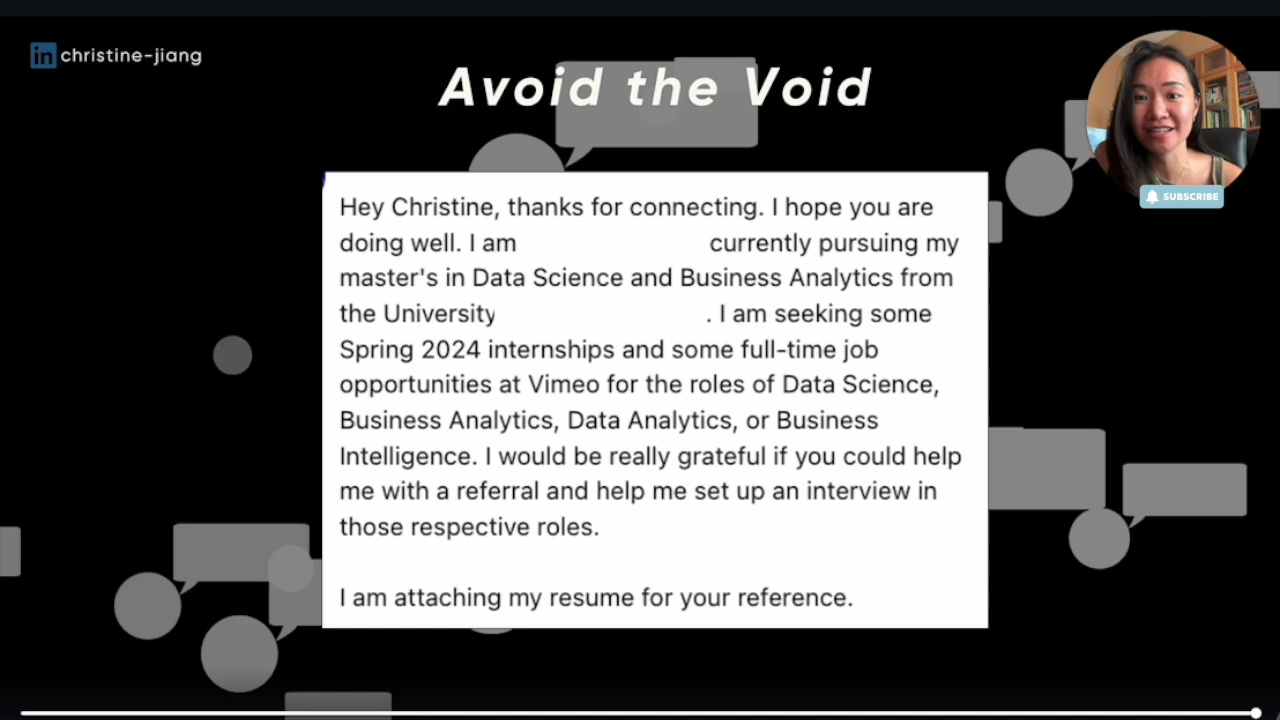 in christine-jiang
Avoid the Void
SUBSCRIBE
Hey Christine, thanks for connecting. I hope you are
doing well. I am currently pursuing my
master's in Data Science and Business Analytics from
the University . I am seeking some
Spring 2024 internships and some full-time job
opportunities at Vimeo for the roles of Data Science,
Business Analytics, Data Analytics, or Business
Intelligence. I would be really grateful if you could help
me with a referral and help me set up an interview in
those respective roles.
I am attaching my resume for your reference.